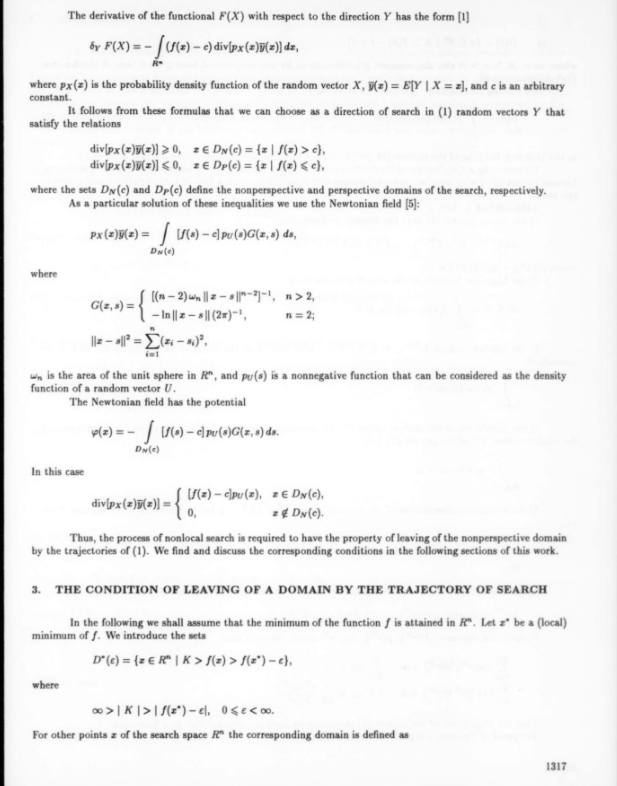 The derivative of the functional F(X) with respect to the direction Y has the form [1]
δ_Y F(X) = − ∫_{R^n} (f(x) − c) div[p_X(x)ȳ(x)] dx,
where p_X(x) is the probability density function of the random vector X, ȳ(x) = E[Y | X = x], and c is an arbitrary
constant.
It follows from these formulas that we can choose as a direction of search in (1) random vectors Y that
satisfy the relations
div[p_X(x)ȳ(x)] ⩾ 0, x ∈ D_N(c) = {x | f(x) > c},
div[p_X(x)ȳ(x)] ⩽ 0, x ∈ D_P(c) = {x | f(x) ⩽ c},
where the sets D_N(c) and D_P(c) define the nonperspective and perspective domains of the search, respectively.
As a particular solution of these inequalities we use the Newtonian field [5]:
p_X(x)ȳ(x) = ∫_{D_N(c)} [f(s) − c] p_U(s)G(x, s) ds,
where
G(x, s) = { [(n − 2)ω_n ‖ x − s ‖^{n−2}]^{−1}, n > 2,
− ln ‖ x − s ‖ (2π)^{−1}, n = 2;
‖x − s‖² = ∑_{i=1}^{n} (x_i − s_i)²,
ω_n is the area of the unit sphere in R^n, and p_U(s) is a nonnegative function that can be considered as the density
function of a random vector U.
The Newtonian field has the potential
φ(x) = − ∫_{D_N(c)} [f(s) − c] p_U(s)G(x, s) ds.
In this case
div[p_X(x)ȳ(x)] = { [f(x) − c]p_U(x), x ∈ D_N(c),
0, x ∉ D_N(c).
Thus, the process of nonlocal search is required to have the property of leaving of the nonperspective domain
by the trajectories of (1). We find and discuss the corresponding conditions in the following sections of this work.
3. THE CONDITION OF LEAVING OF A DOMAIN BY THE TRAJECTORY OF SEARCH
In the following we shall assume that the minimum of the function f is attained in R^n. Let x* be a (local)
minimum of f. We introduce the sets
D*(ε) = {x ∈ R^n | K > f(x) > f(x*) − ε},
where
∞ > | K | > | f(x*) − ε|, 0 ⩽ ε < ∞.
For other points x of the search space R^n the corresponding domain is defined as
1317